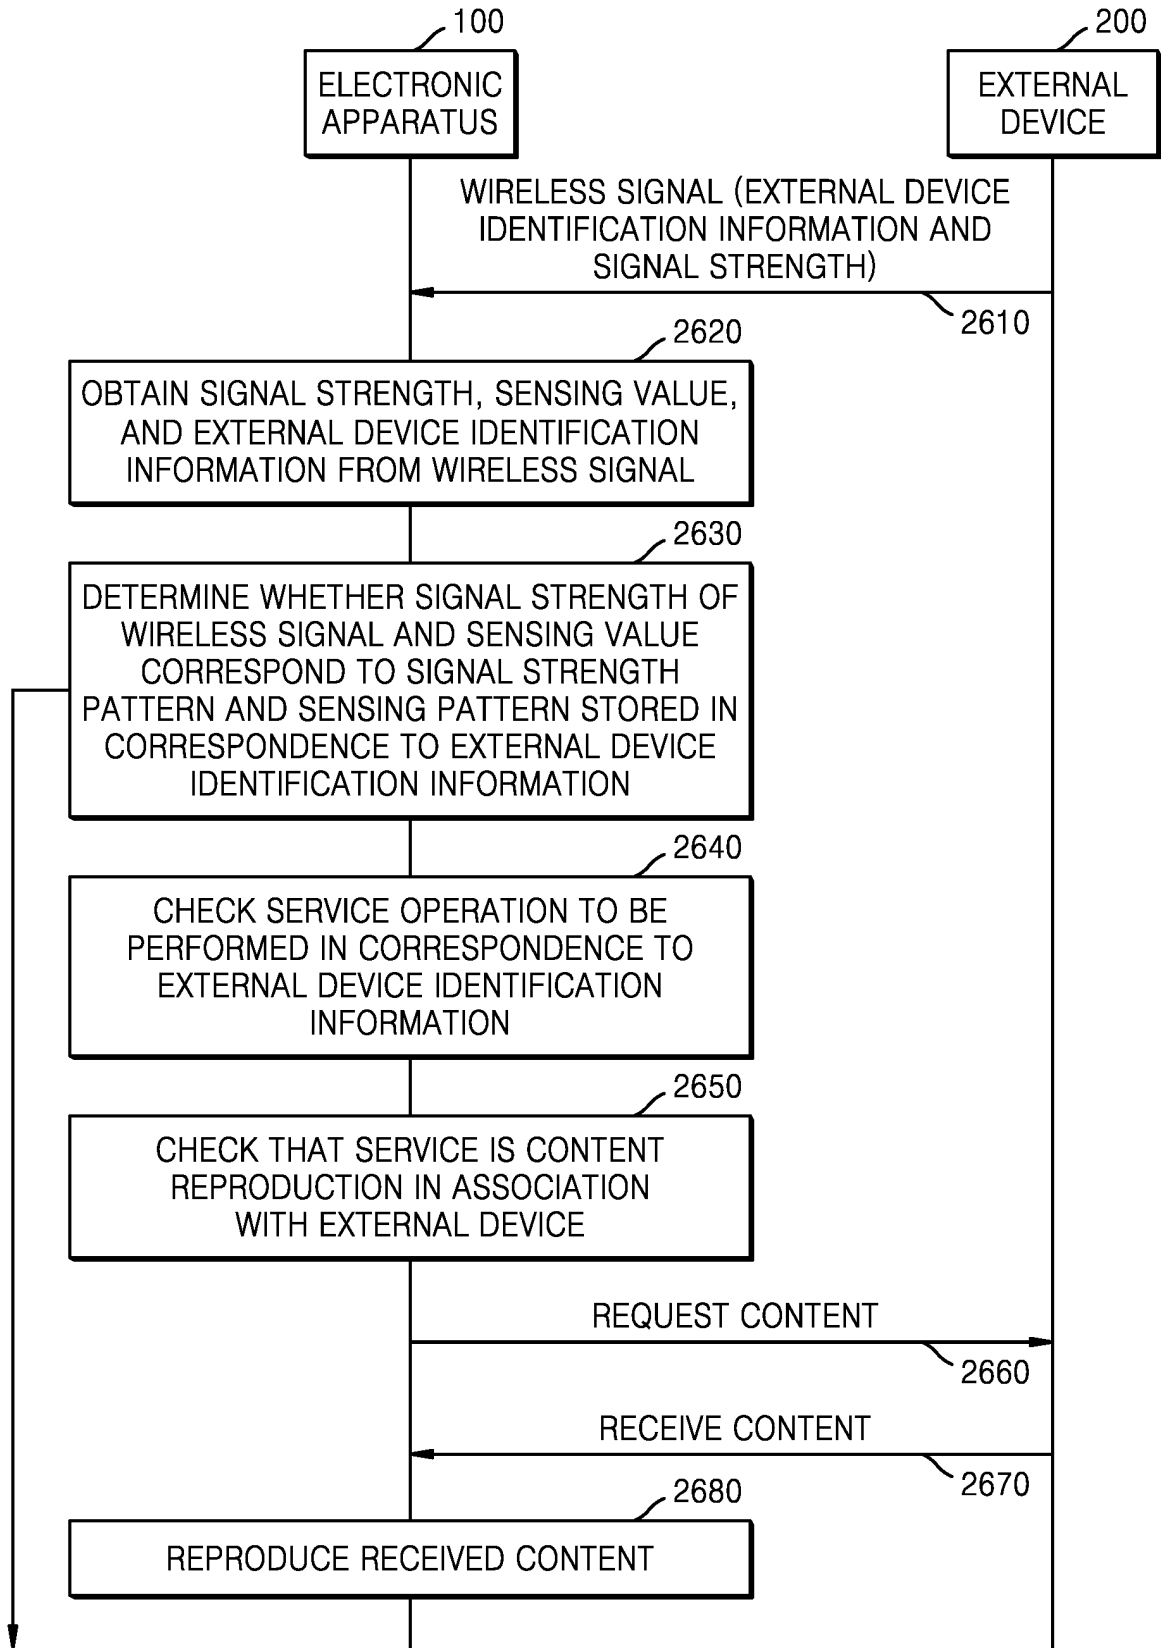 100
200
ELECTRONIC
APPARATUS
EXTERNAL
DEVICE
WIRELESS SIGNAL (EXTERNAL DEVICE
IDENTIFICATION INFORMATION AND
SIGNAL STRENGTH)
2610
2620
OBTAIN SIGNAL STRENGTH, SENSING VALUE,
AND EXTERNAL DEVICE IDENTIFICATION
INFORMATION FROM WIRELESS SIGNAL
2630
DETERMINE WHETHER SIGNAL STRENGTH OF
WIRELESS SIGNAL AND SENSING VALUE
CORRESPOND TO SIGNAL STRENGTH
PATTERN AND SENSING PATTERN STORED IN
CORRESPONDENCE TO EXTERNAL DEVICE
IDENTIFICATION INFORMATION
2640
CHECK SERVICE OPERATION TO BE
PERFORMED IN CORRESPONDENCE TO
EXTERNAL DEVICE IDENTIFICATION
INFORMATION
2650
CHECK THAT SERVICE IS CONTENT
REPRODUCTION IN ASSOCIATION
WITH EXTERNAL DEVICE
REQUEST CONTENT
2660
RECEIVE CONTENT
2670
2680
REPRODUCE RECEIVED CONTENT